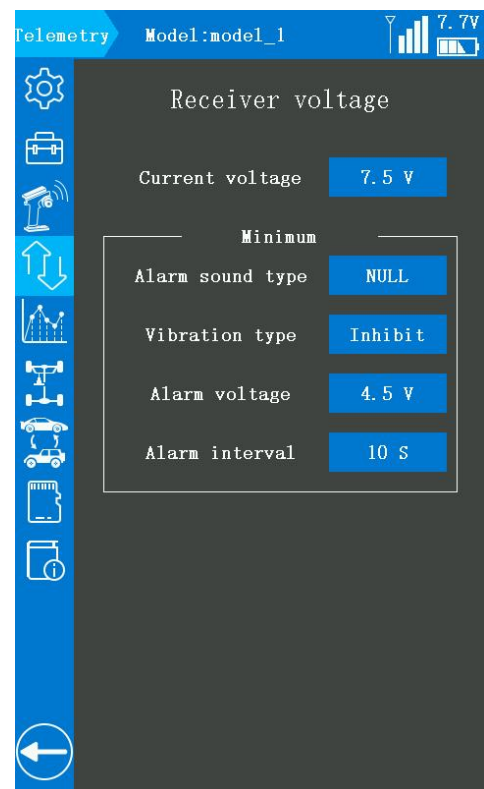 Telemetry Model:model_1 7.7V
Receiver voltage
Current voltage 7.5 V
Minimum
Alarm sound type NULL
Vibration type Inhibit
Alarm voltage 4.5 V
Alarm interval 10 S